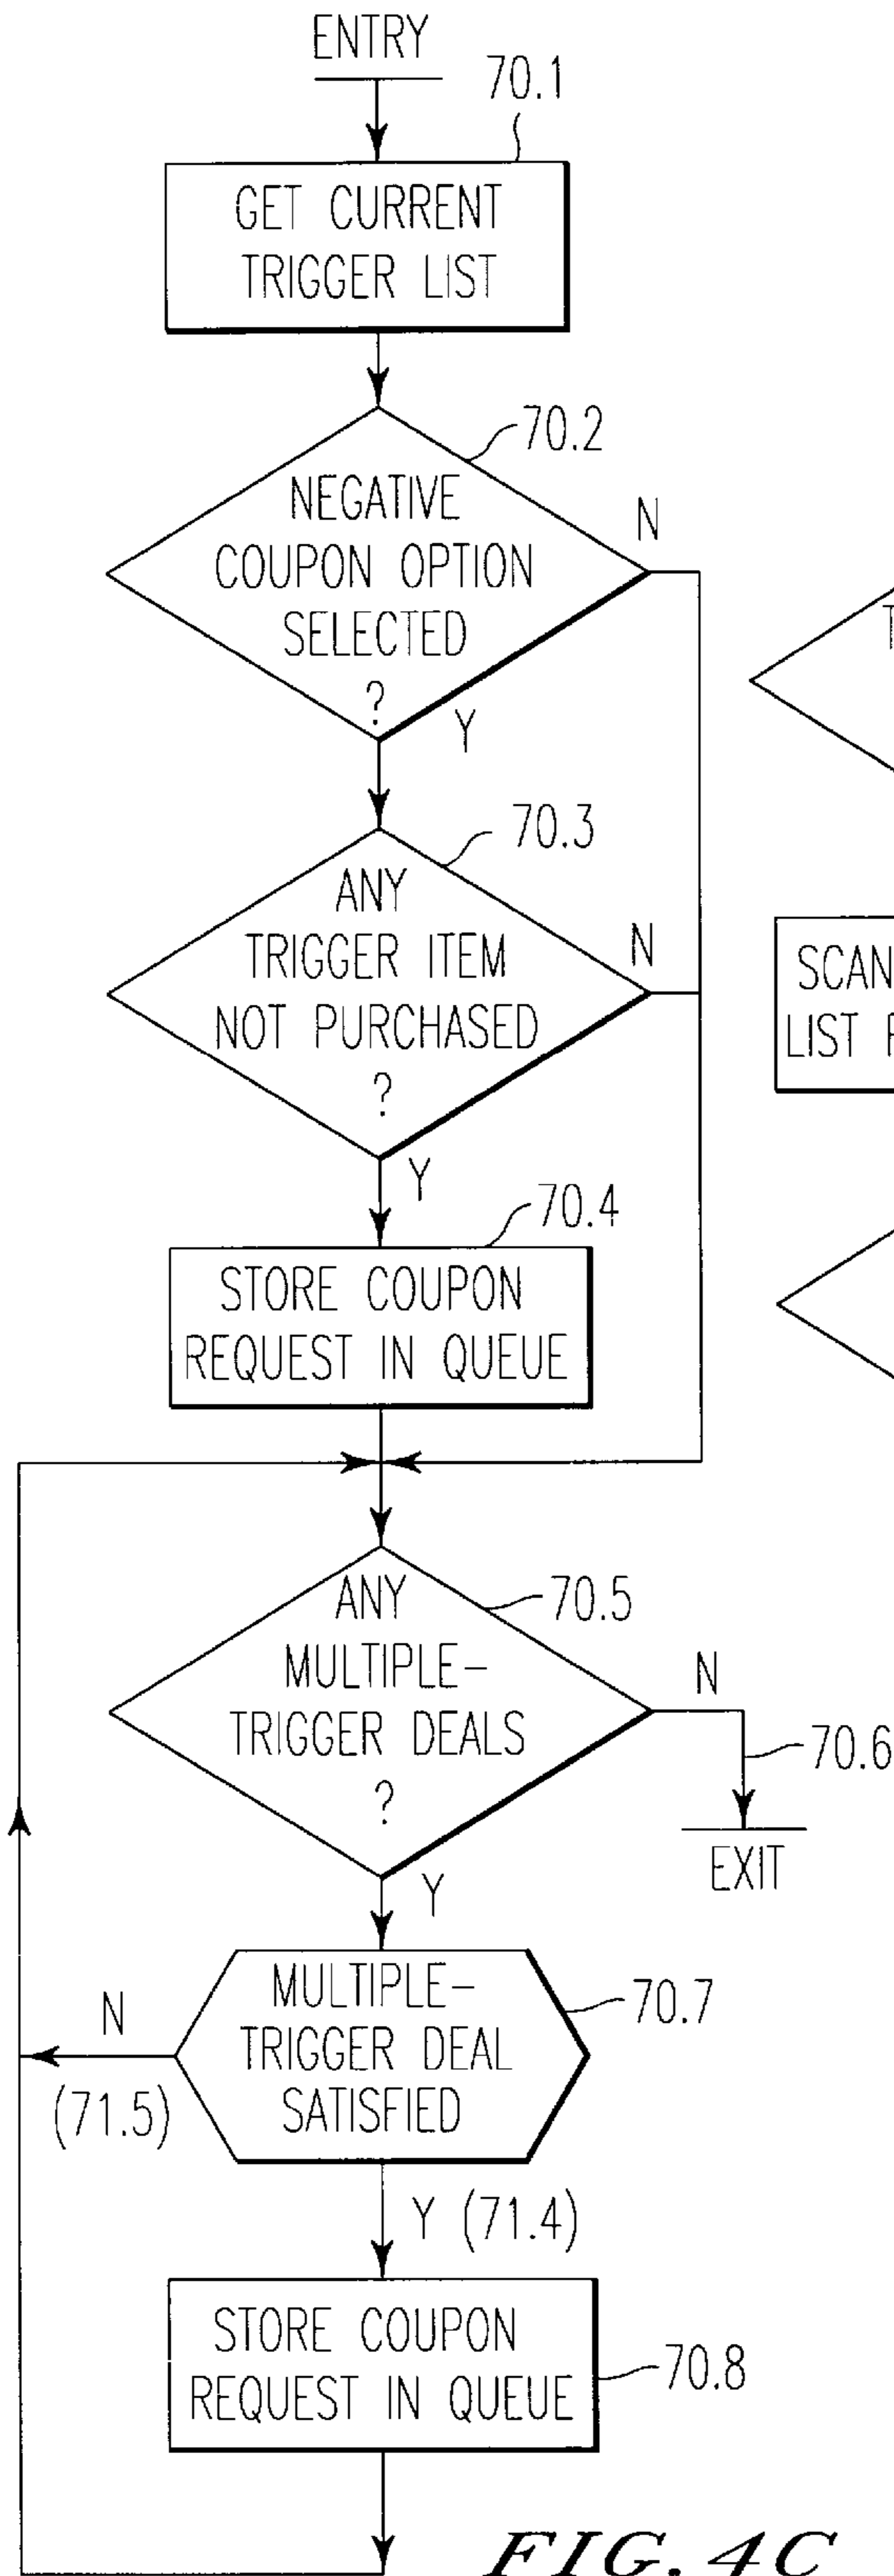 ENTRY
70.1
GET CURRENT
TRIGGER LIST
70.2
NEGATIVE
COUPON OPTION
SELECTED
?
N
Y
70.3
ANY
TRIGGER ITEM
NOT PURCHASED
?
N
Y
70.4
STORE COUPON
REQUEST IN QUEUE
70.5
ANY
MULTIPLE-
TRIGGER DEALS
?
N
70.6
EXIT
Y
70.7
MULTIPLE-
TRIGGER DEAL
SATISFIED
N
(71.5)
Y (71.4)
STORE COUPON
REQUEST IN QUEUE
70.8
FIG. 4C
SCAN
LIST